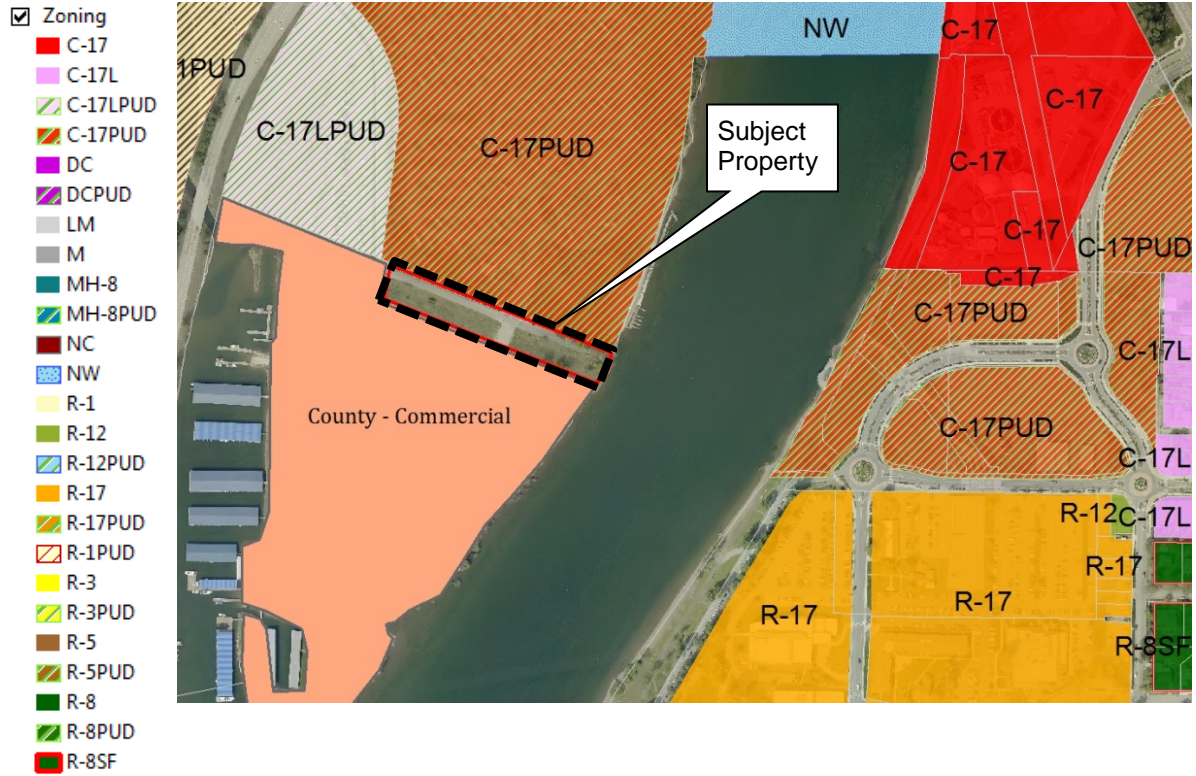 Zoning
C-17
C-17L
C-17LPUD
C-17PUD
DC
DCPUD
LM
M
MH-8
MH-8PUD
NC
NW
R-1
R-12
R-12PUD
R-17
R-17PUD
R-1PUD
R-3
R-3PUD
R-5
R-5PUD
R-8
R-8PUD
R-8SF
1PUD
C-17LPUD
C-17PUD
NW
C-17
C-17
C-17
C-17
C-17
Subject
Property
C-17PUD
C-17PUD
C-17L
C-17PUD
C-17L
County - Commercial
R-12
C-17L
R-17
R-17
R-17
R-8SF